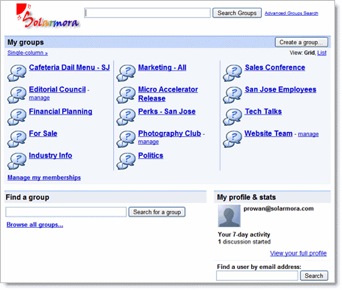 Solarmora
Search Groups
Advanced Groups Search
My groups
Create a group...
Single-column »
View: Grid, List
Cafeteria Dail Menu - SJ
Marketing - All
Sales Conference
Editorial Council - manage
Micro Accelerator Release
San Jose Employees
Financial Planning
Perks - San Jose
Tech Talks
For Sale
Photography Club - manage
Website Team - manage
Industry Info
Politics
Manage my memberships
Find a group
Search for a group
Browse all groups...
My profile & stats
prowan@solarmora.com
Your 7-day activity
1 discussion started
View your full profile
Find a user by email address:
Search